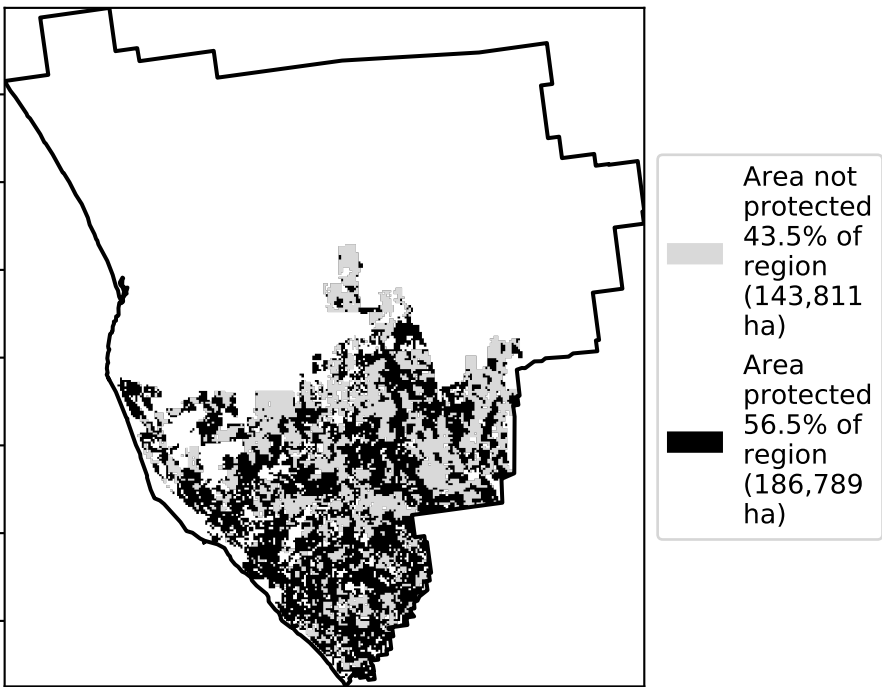 Area not
protected
43.5% of
region
(143,811
ha)
Area
protected
56.5% of
region
(186,789
ha)